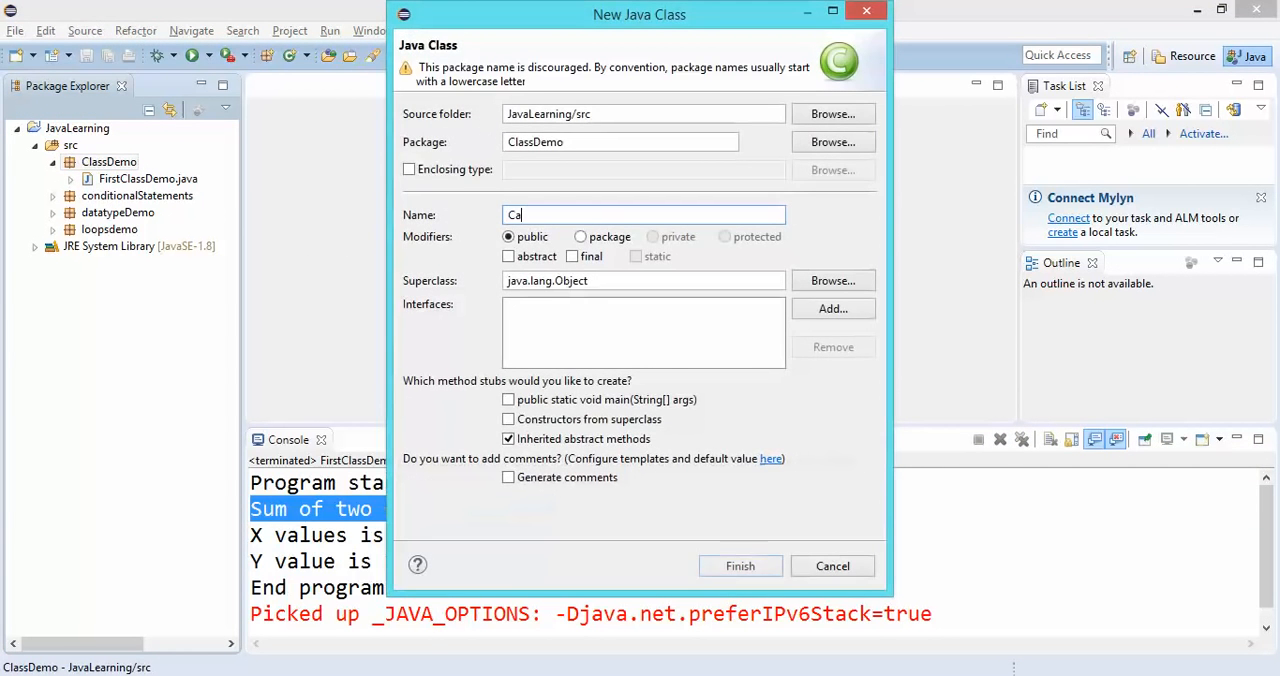 New Java Class
File Edit Source Refactor Navigate Search Project Run Windo
Quick Access
Resource
Java
Java Class
This package name is discouraged. By convention, package names usually start
with a lowercase letter
Package Explorer
Task List
Source folder: JavaLearning/src Browse...
Package: ClassDemo Browse...
Enclosing type: Browse...
Name: Ca
Modifiers: public package private protected
abstract final static
Superclass: java.lang.Object Browse...
Interfaces: Add...
Remove
Which method stubs would you like to create?
public static void main(String[] args)
Constructors from superclass
Inherited abstract methods
Do you want to add comments? (Configure templates and default value here)
Generate comments
Finish Cancel
JavaLearning
src
ClassDemo
FirstClassDemo.java
conditionalStatements
datatypeDemo
loopsdemo
JRE System Library [JavaSE-1.8]
Find All Activate...
Connect Mylyn
Connect to your task and ALM tools or
create a local task.
Outline
An outline is not available.
Console
<terminated> FirstClassDem
Program sta
Sum of two
X values is
Y value is
End program
Picked up _JAVA_OPTIONS: -Djava.net.preferIPv6Stack=true
ClassDemo - JavaLearning/src